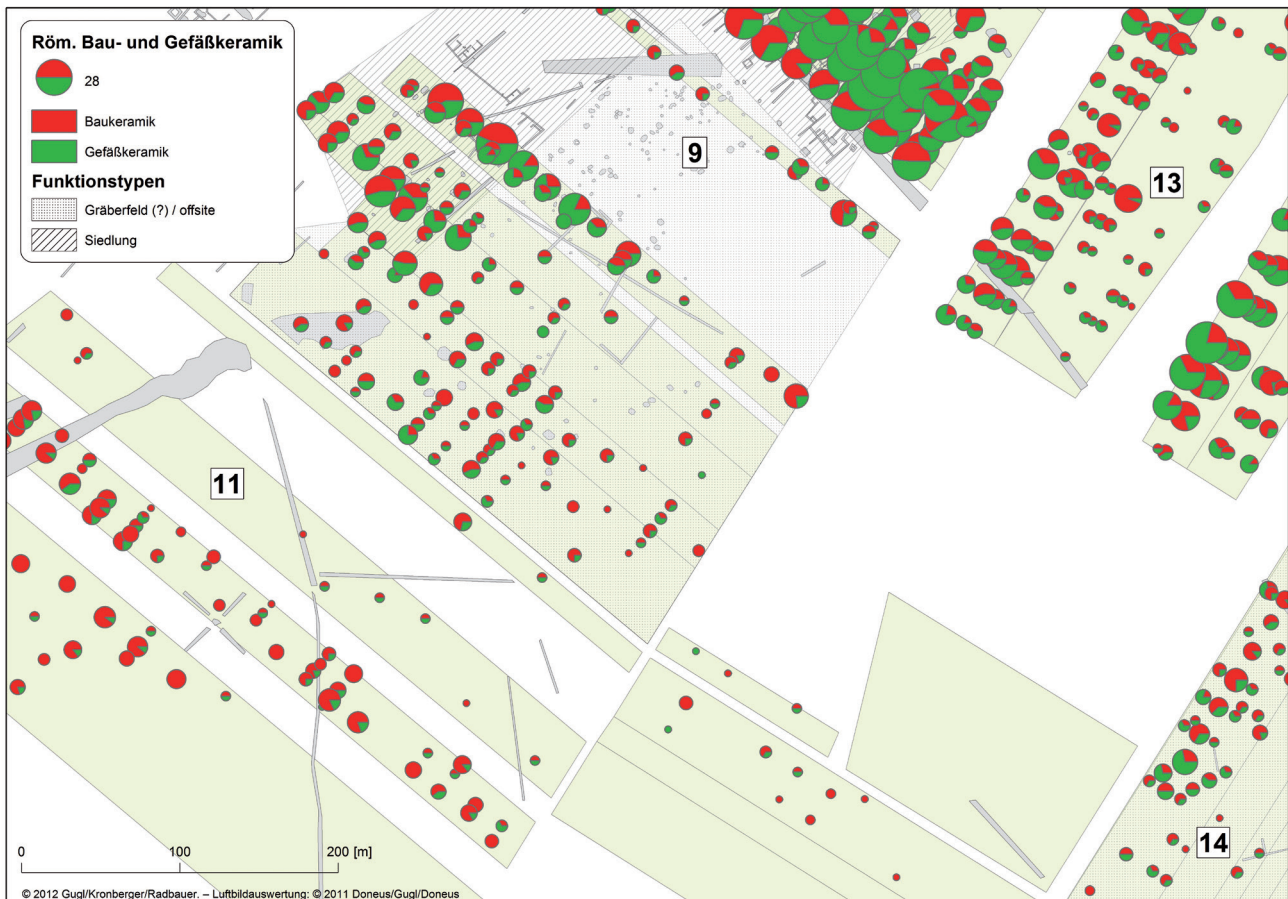 Röm. Bau- und Gefäßkeramik
28
Baukeramik
Gefäßkeramik
Funktionstypen
Gräberfeld (?) / offsite
Siedlung
9
13
11
14
0 100 200 [m]
© 2012 Gugl/Kronberger/Radbauer. – Luftbildauswertung: © 2011 Doneus/Gugl/Doneus